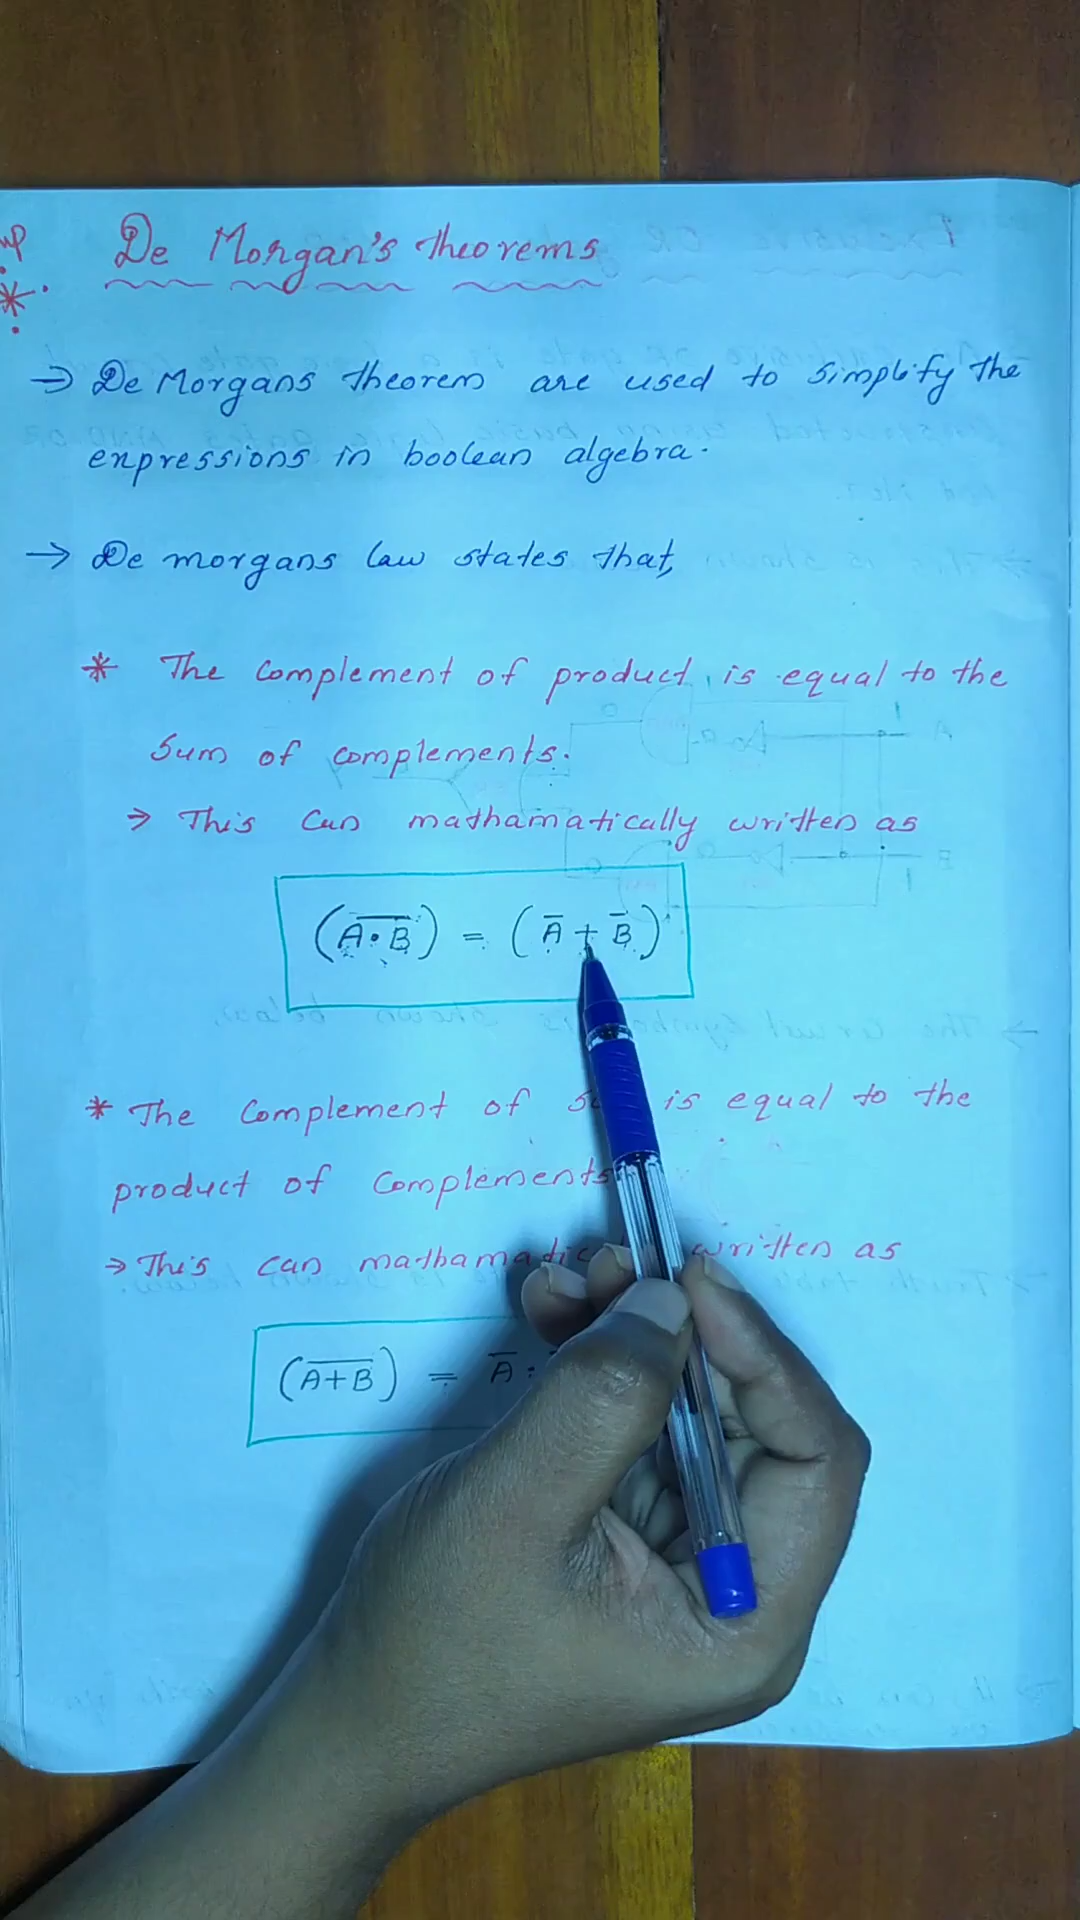 De Morgan's theorems
→ De Morgans theorem are used to simplify the
expressions in boolean algebra.
→ De morgans law states that,
* The complement of product is equal to the
sum of complements.
→ This can mathamatically written as
(A̅·̅B̅) = (A̅ + B̅)
* The complement of is equal to the
product of complements
→ This can written as
(A̅+̅B̅) = A̅ .